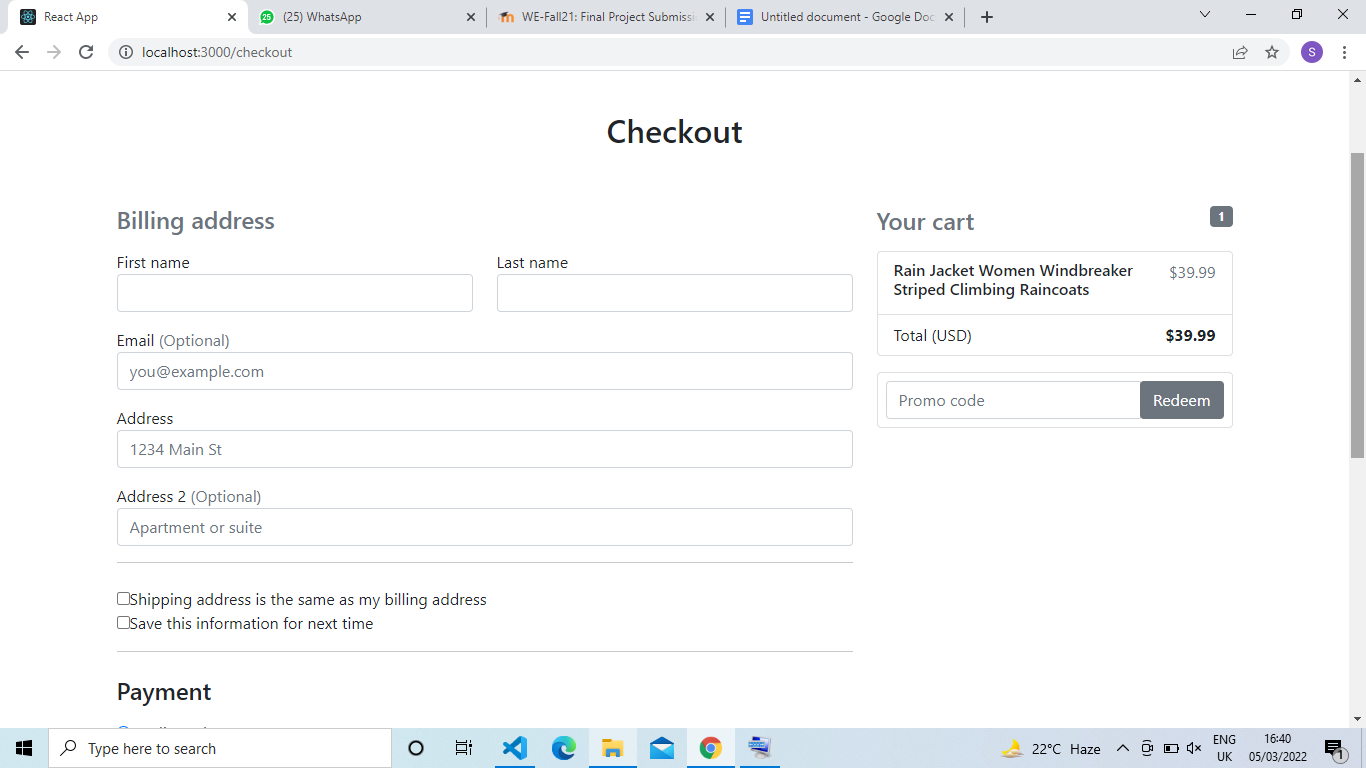 React App
(25) WhatsApp
WE-Fall21: Final Project Submissi
Untitled document - Google Doc
localhost:3000/checkout
S
Checkout
Billing address
First name
Last name
Email (Optional)
you@example.com
Address
1234 Main St
Address 2 (Optional)
Apartment or suite
Shipping address is the same as my billing address
Save this information for next time
Payment
Your cart
1
Rain Jacket Women Windbreaker
Striped Climbing Raincoats
$39.99
Total (USD)
$39.99
Promo code
Redeem
Type here to search
22°C Haze
ENG
UK
16:40
05/03/2022
1